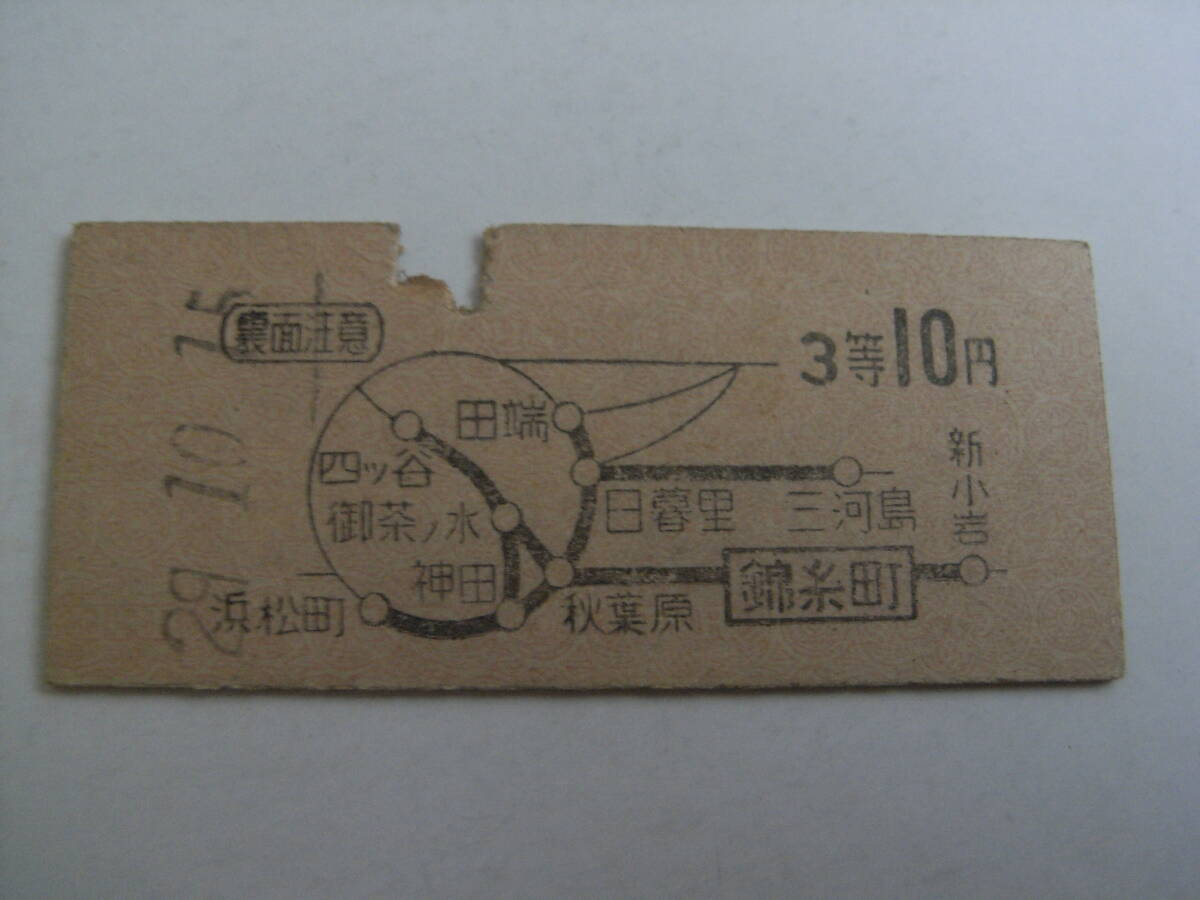 29 10 15
裏面注意
3等10円
田端
四ッ谷
新小岩
御茶ノ水
日暮里
三河島
神田
錦糸町
浜松町
秋葉原